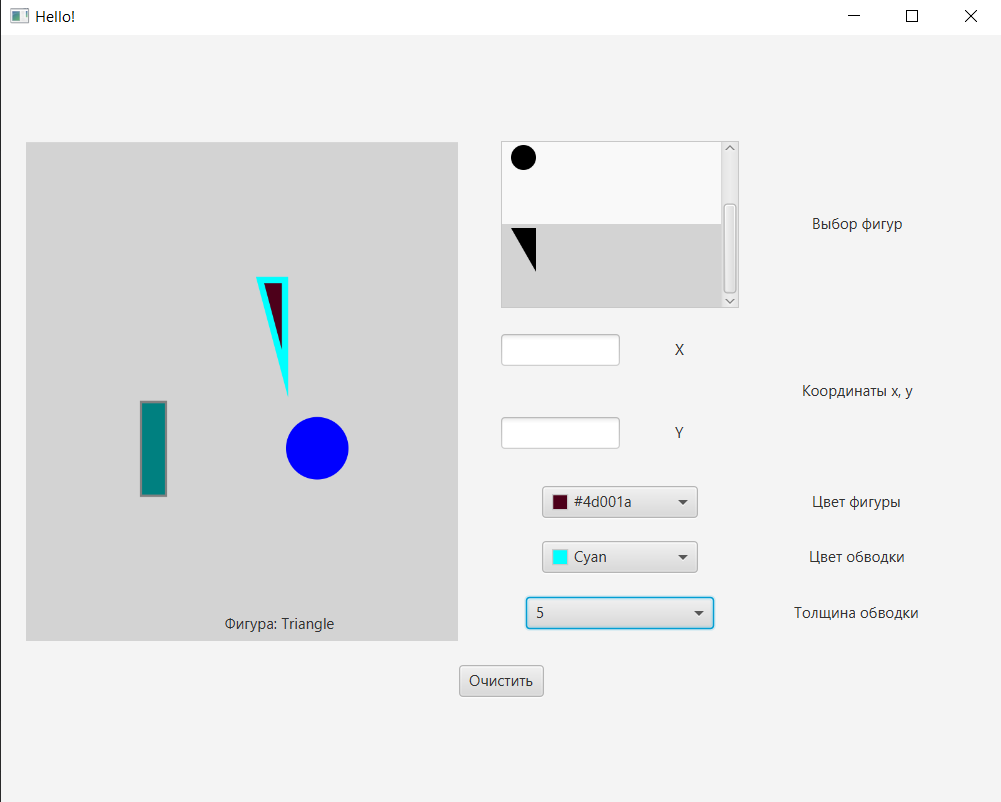 Hello!
Выбор фигур
X
Координаты x, y
Y
#4d001a
Цвет фигуры
Cyan
Цвет обводки
5
Толщина обводки
Фигура: Triangle
Очистить